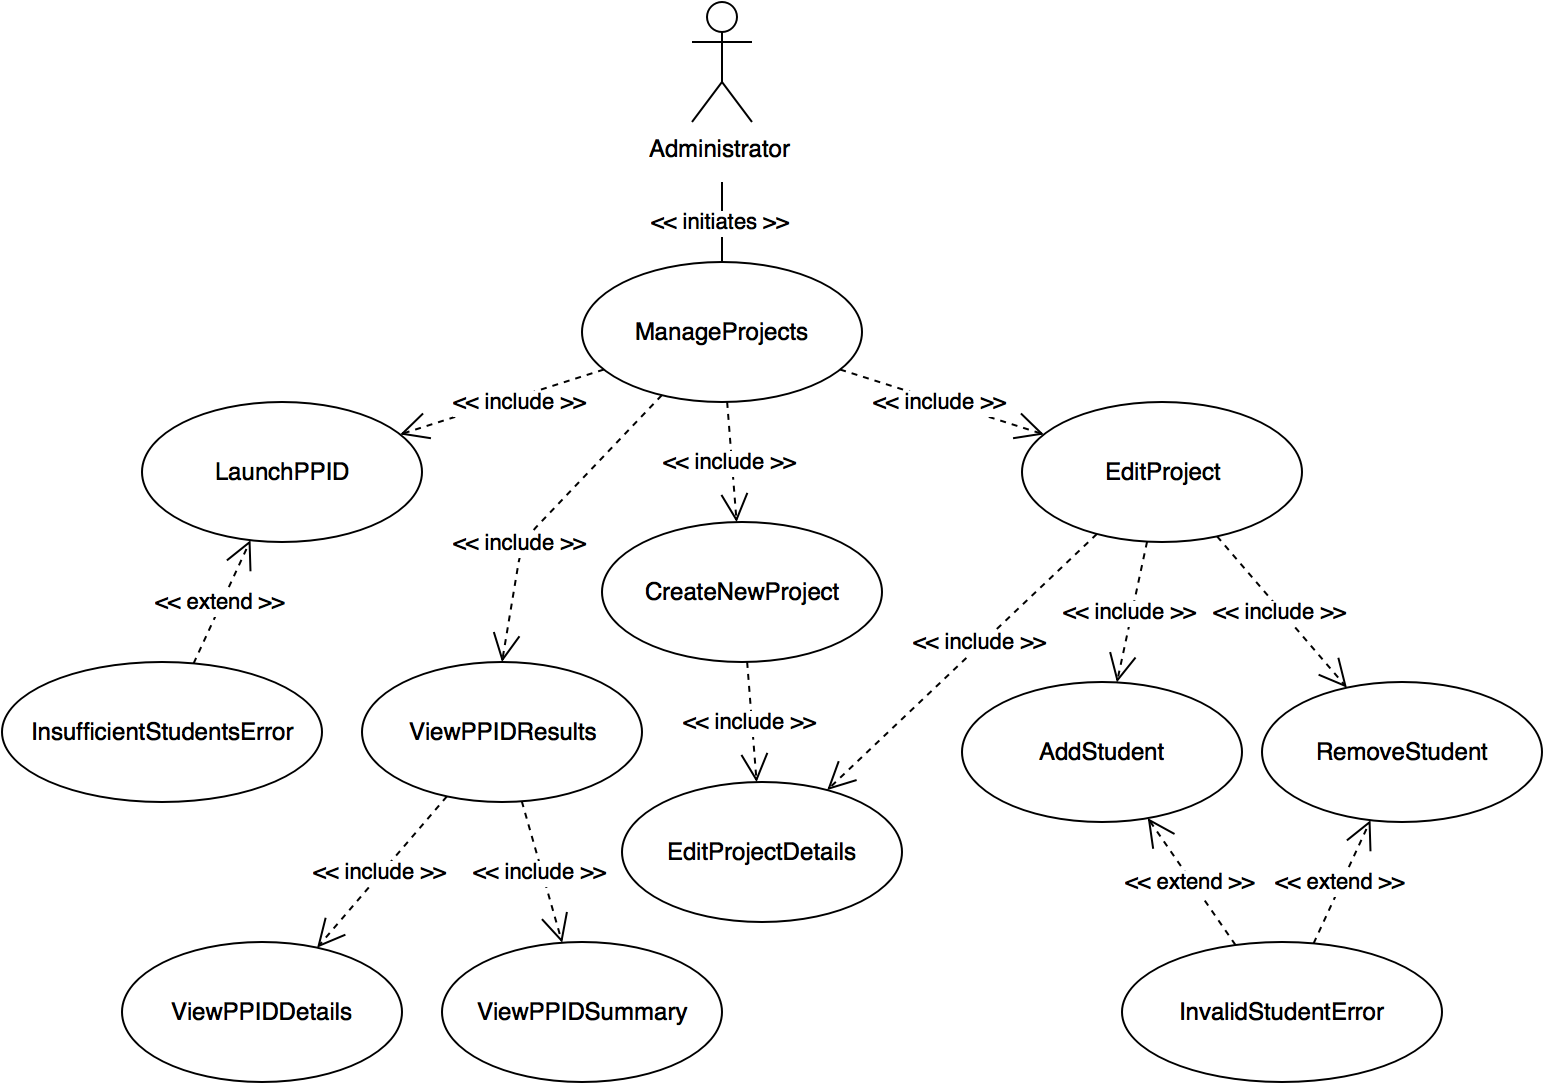 Administrator
<< initiates >>
ManageProjects
<< include >>
<< include >>
<< include >>
LaunchPPID
EditProject
<< include >>
CreateNewProject
<< extend >>
<< include >>
<< include >>
<< include >>
<< include >>
InsufficientStudentsError
ViewPPIDResults
AddStudent
RemoveStudent
EditProjectDetails
<< include >>
<< include >>
<< extend >>
<< extend >>
ViewPPIDDetails
ViewPPIDSummary
InvalidStudentError